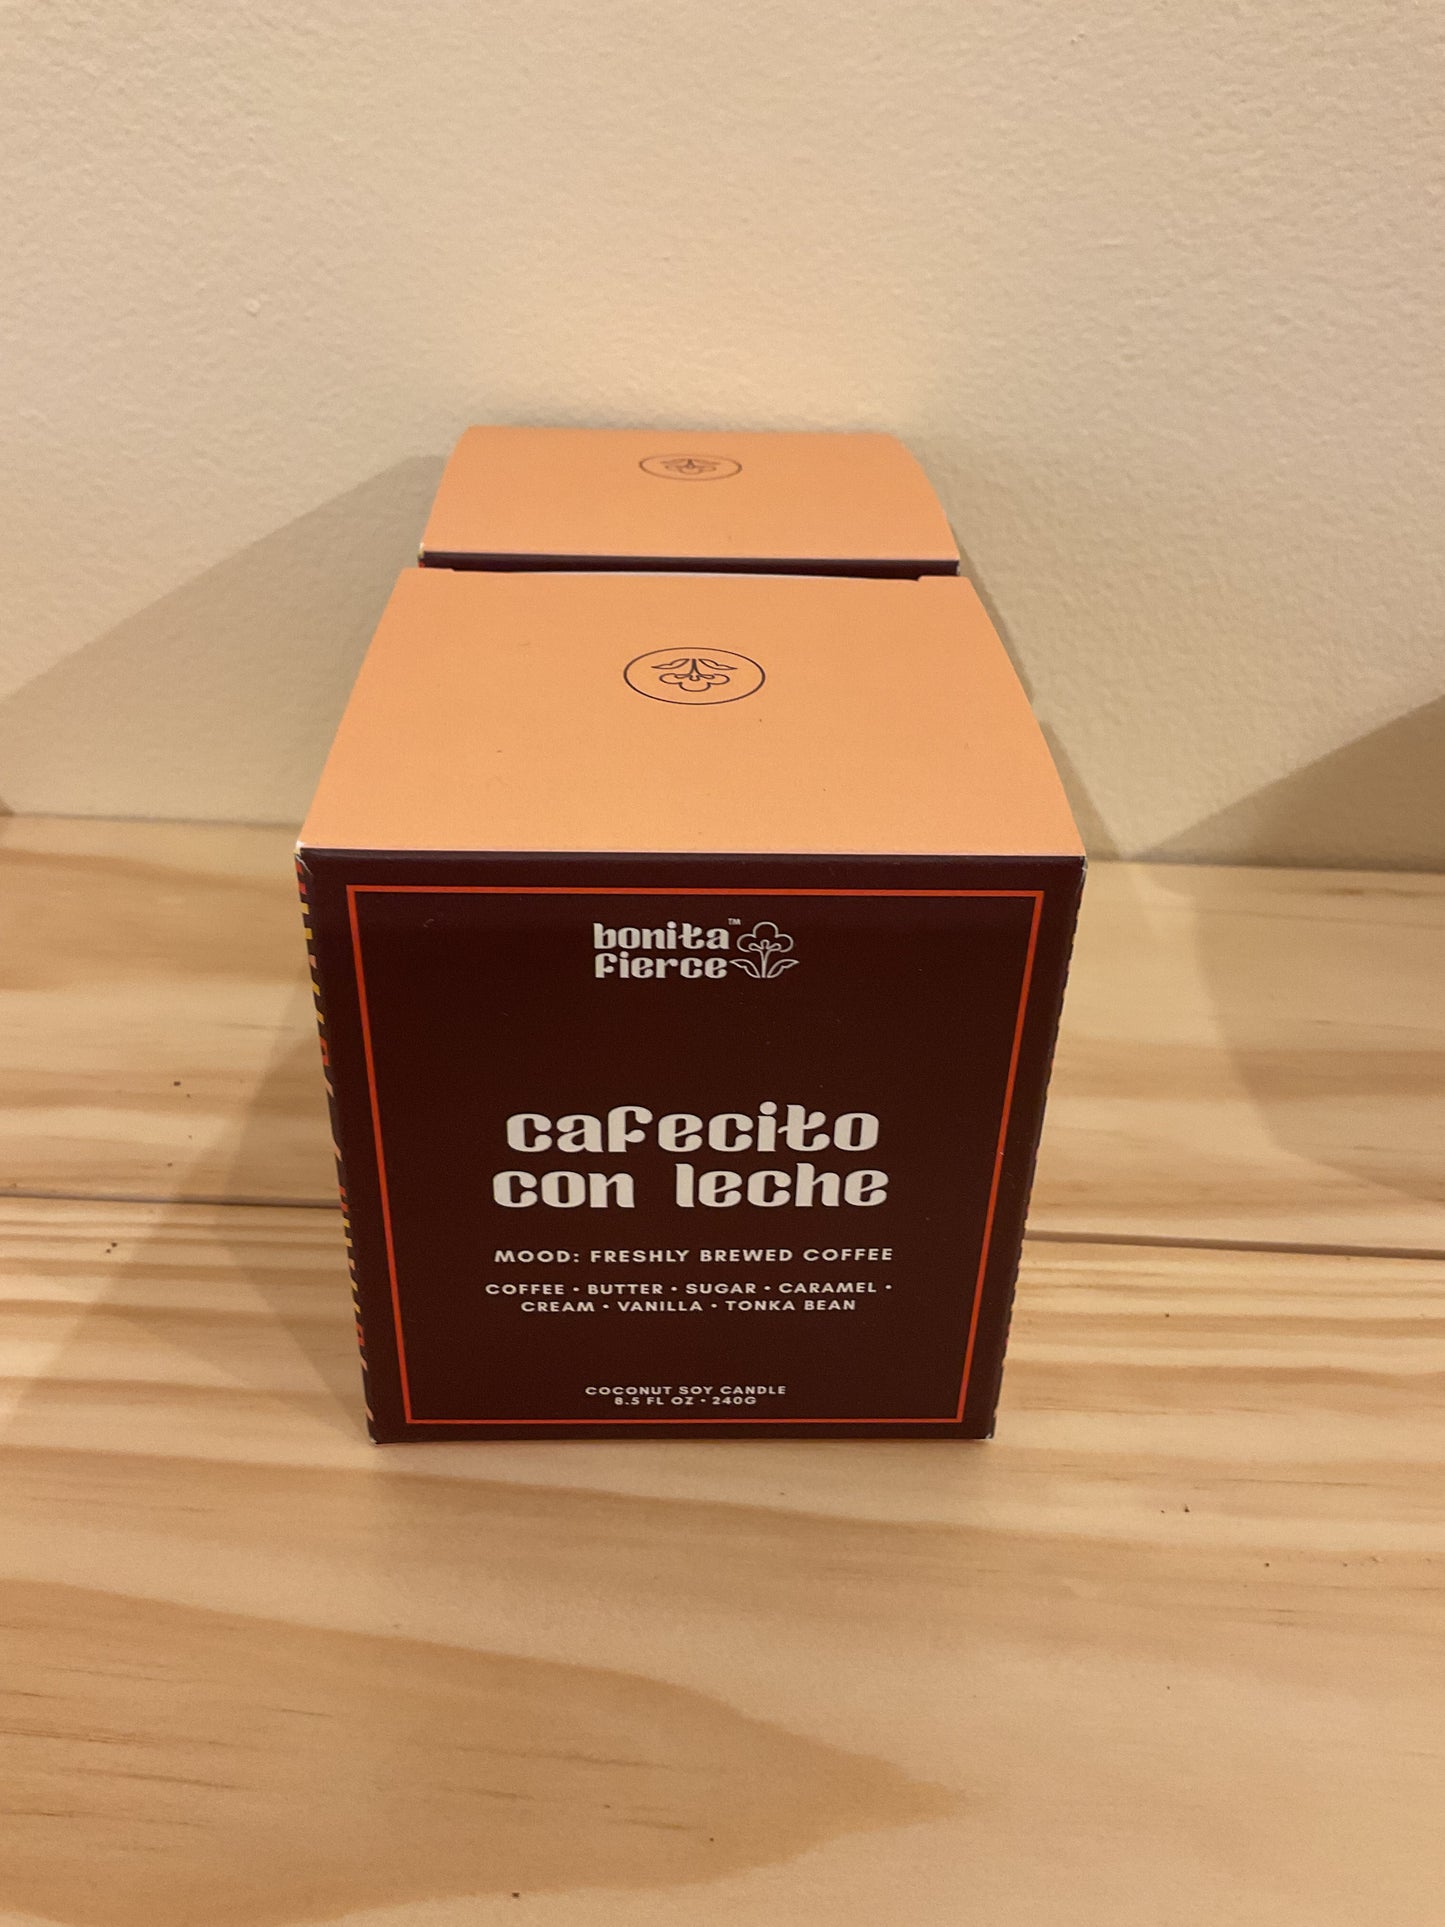 bonita™
fierce
cafecito
con leche
MOOD: FRESHLY BREWED COFFEE
COFFEE • BUTTER • SUGAR • CARAMEL •
CREAM • VANILLA • TONKA BEAN
COCONUT SOY CANDLE
8.5 FL OZ • 240G